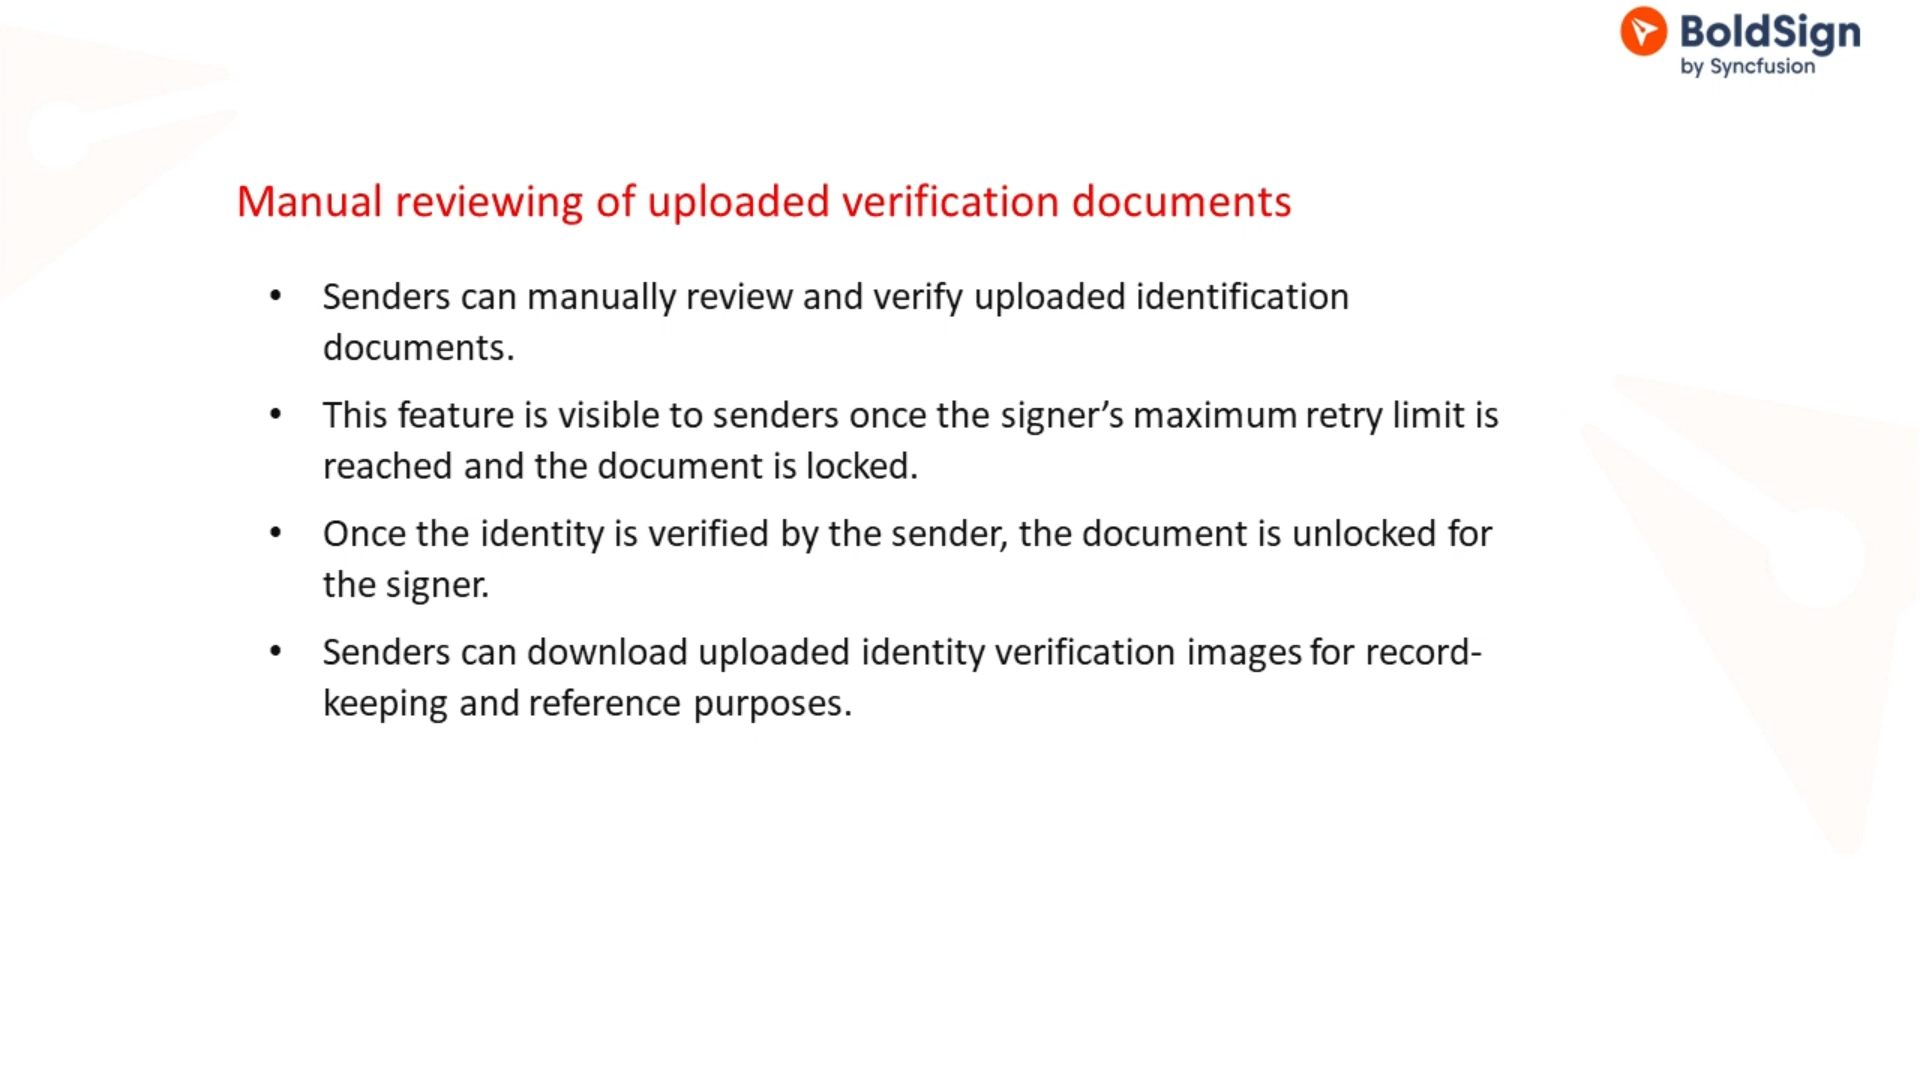 BoldSign
by Syncfusion
Manual reviewing of uploaded verification documents
• Senders can manually review and verify uploaded identification
documents.
• This feature is visible to senders once the signer’s maximum retry limit is
reached and the document is locked.
• Once the identity is verified by the sender, the document is unlocked for
the signer.
• Senders can download uploaded identity verification images for record-
keeping and reference purposes.